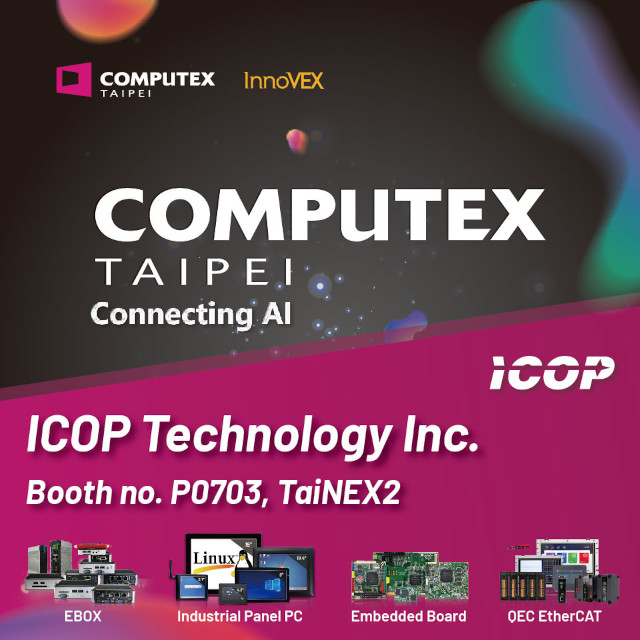 COMPUTEX
TAIPEI
InnoVEX
COMPUTEX
TAIPEI
Connecting AI
ICOP
ICOP Technology Inc.
Booth no. P0703, TaiNEX2
Linux
EBOX
Industrial Panel PC
Embedded Board
QEC EtherCAT